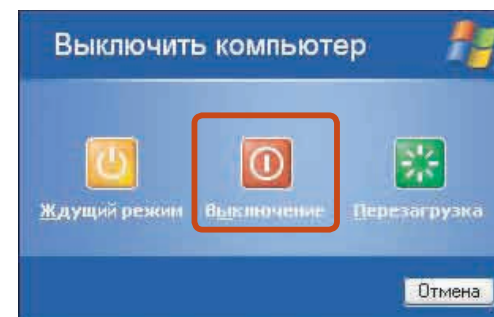 Выключить компьютер
Ждущий режим Выключение Перезагрузка
Отмена